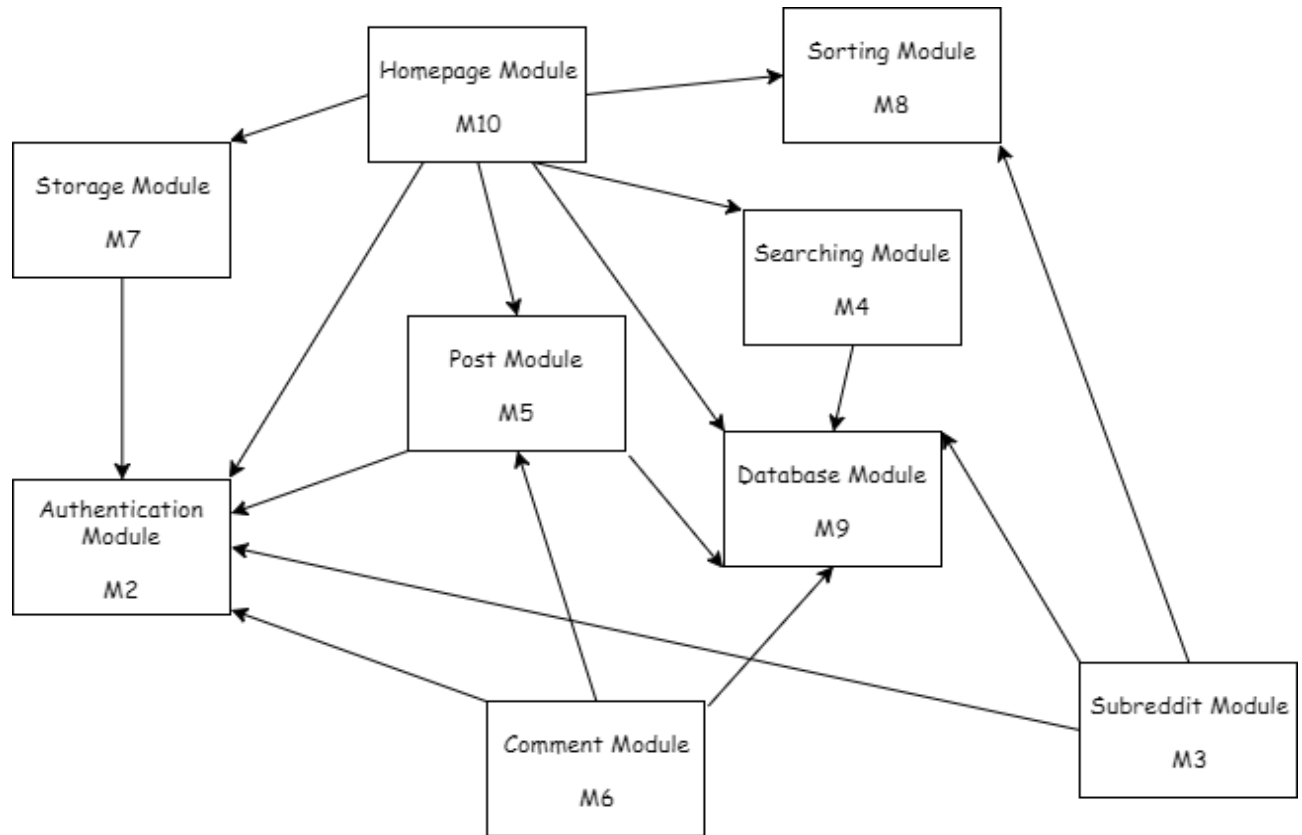 Homepage Module
M10
Sorting Module
M8
Storage Module
M7
Searching Module
M4
Post Module
M5
Database Module
M9
Authentication
Module
M2
Subreddit Module
M3
Comment Module
M6